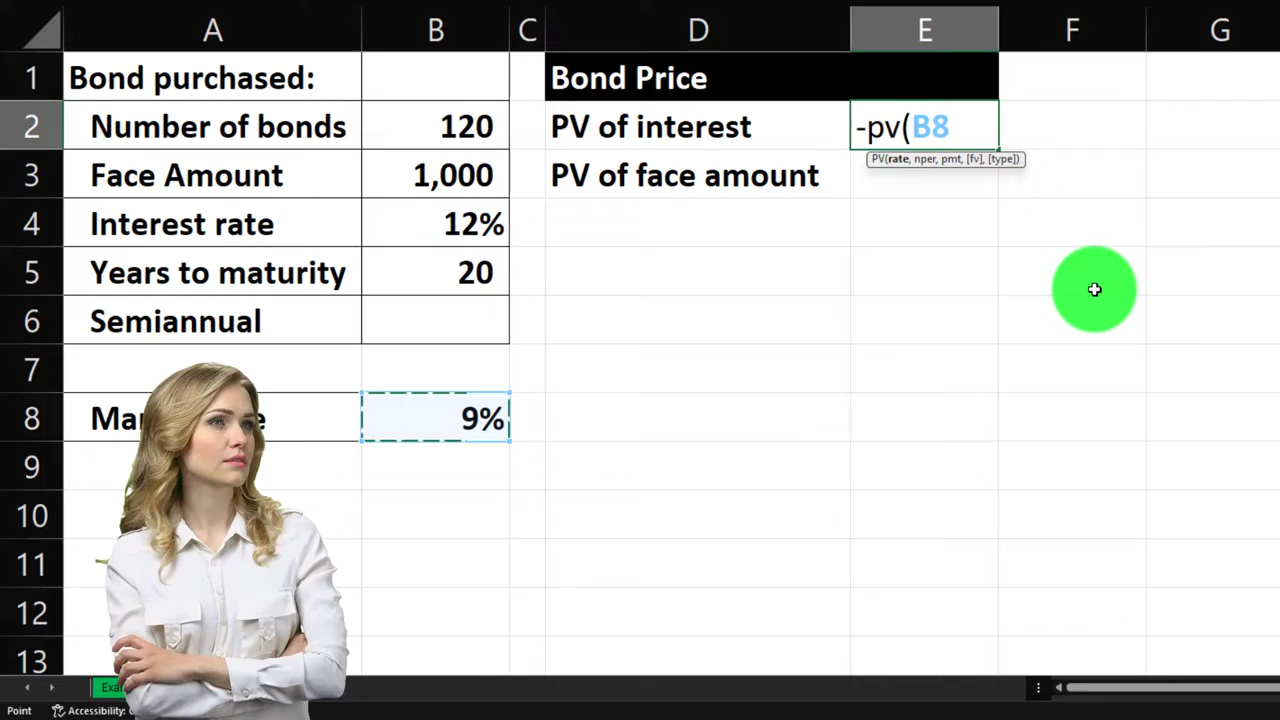 A B C D E F G
1 Bond purchased: Bond Price
2 Number of bonds 120 PV of interest -pv(B8
PV(rate, nper, pmt, [fv], [type])
3 Face Amount 1,000 PV of face amount
4 Interest rate 12%
5 Years to maturity 20
6 Semiannual
7
8 9%
9
10
11
12
13
Point Accessibility: